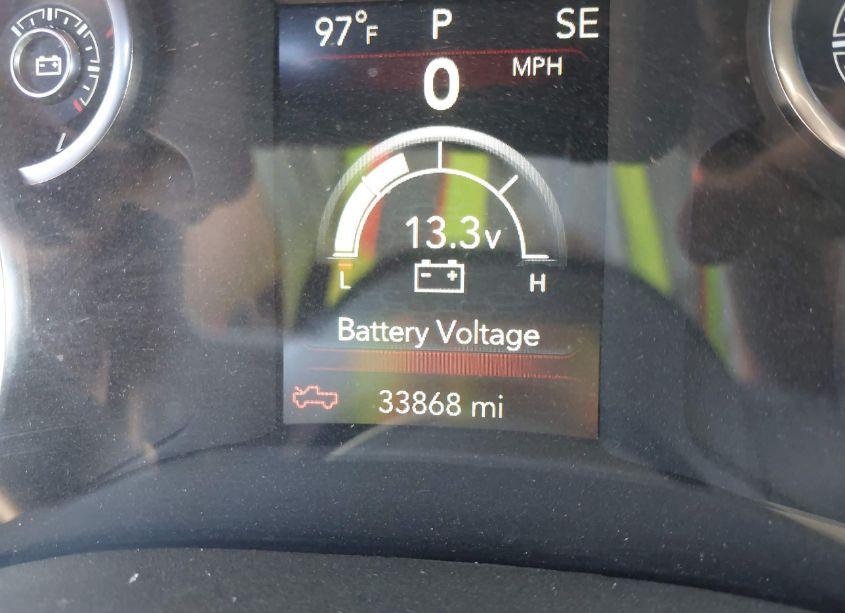 97°F P SE
0 MPH
13.3v
L H
Battery Voltage
33868 mi